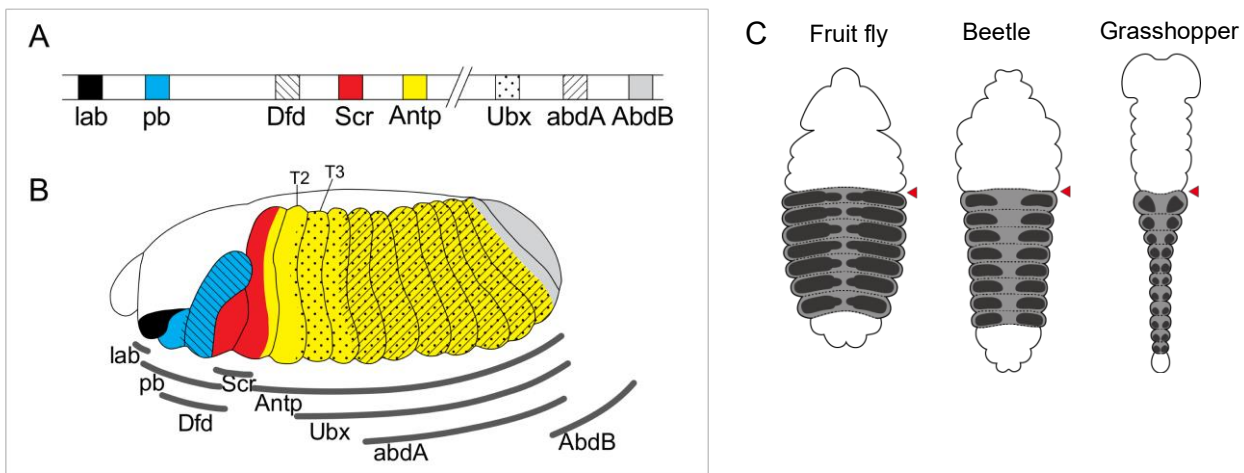 A
lab pb Dfd Scr Antp Ubx abdA AbdB
B
T2 T3
lab
pb
Dfd
Scr
Antp
Ubx
abdA
AbdB
C
Fruit fly Beetle Grasshopper